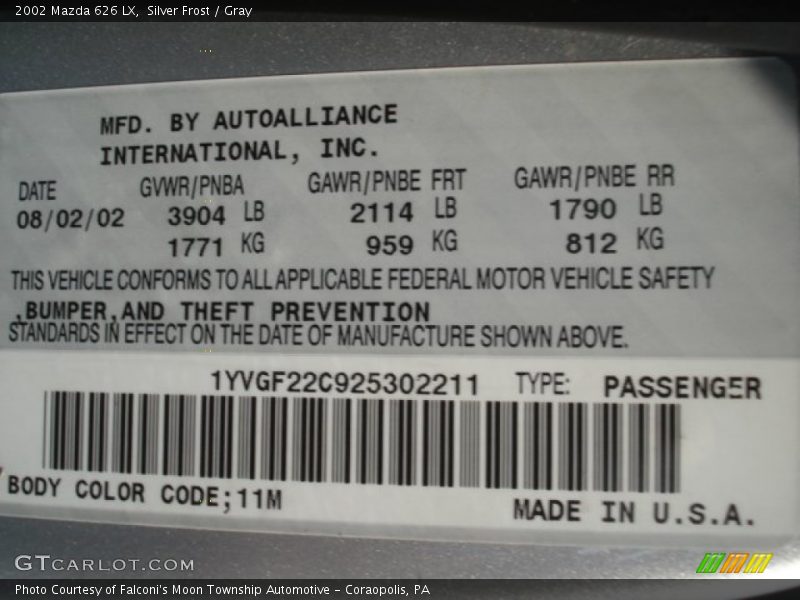 2002 Mazda 626 LX, Silver Frost / Gray
MFD. BY AUTOALLIANCE
INTERNATIONAL, INC.
DATE GVWR/PNBA GAWR/PNBE FRT GAWR/PNBE RR
08/02/02 3904 LB 2114 LB 1790 LB
1771 KG 959 KG 812 KG
THIS VEHICLE CONFORMS TO ALL APPLICABLE FEDERAL MOTOR VEHICLE SAFETY
,BUMPER,AND THEFT PREVENTION
STANDARDS IN EFFECT ON THE DATE OF MANUFACTURE SHOWN ABOVE.
1YVGF22C925302211 TYPE: PASSENGER
BODY COLOR CODE;11M
MADE IN U.S.A.
GTCARLOT.COM
Photo Courtesy of Falconi's Moon Township Automotive – Coraopolis, PA